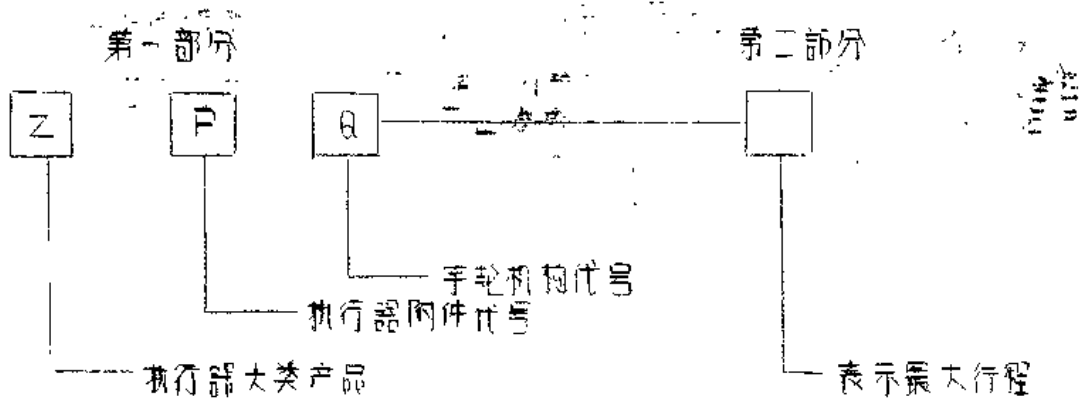 第一部分
第二部分
Z
P
Q
手轮机构代号
执行器附件代号
执行器大类产品
表示最大行程